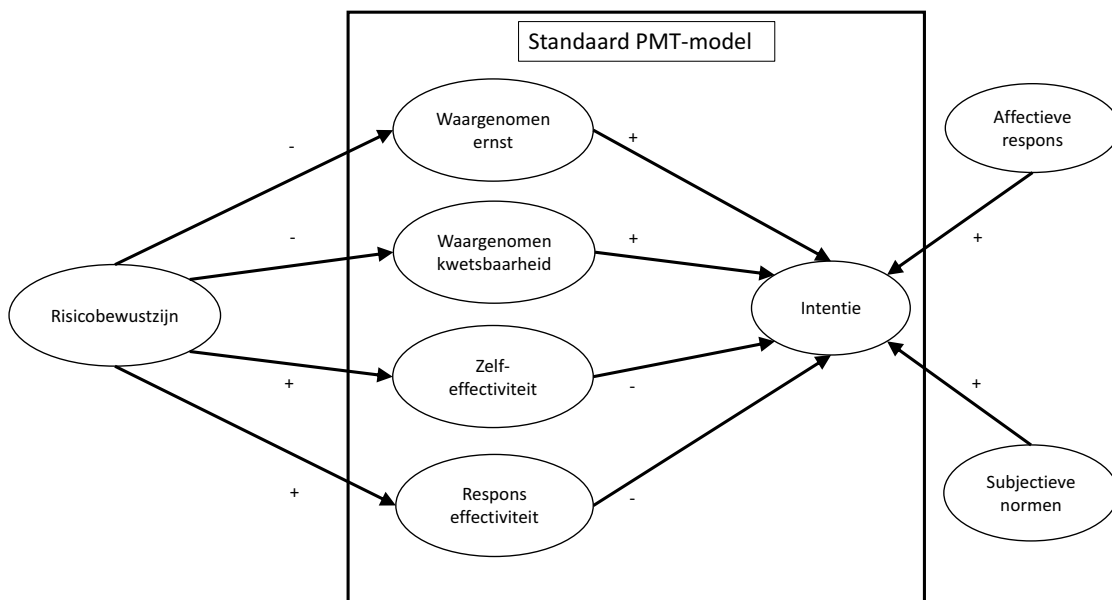 Standaard PMT-model
Waargenomen
ernst
Affectieve
respons
-
+
Waargenomen
kwetsbaarheid
-
+
+
Risicobewustzijn
Intentie
Zelf-
effectiviteit
+
-
+
Respons
effectiviteit
Subjectieve
normen
+
-